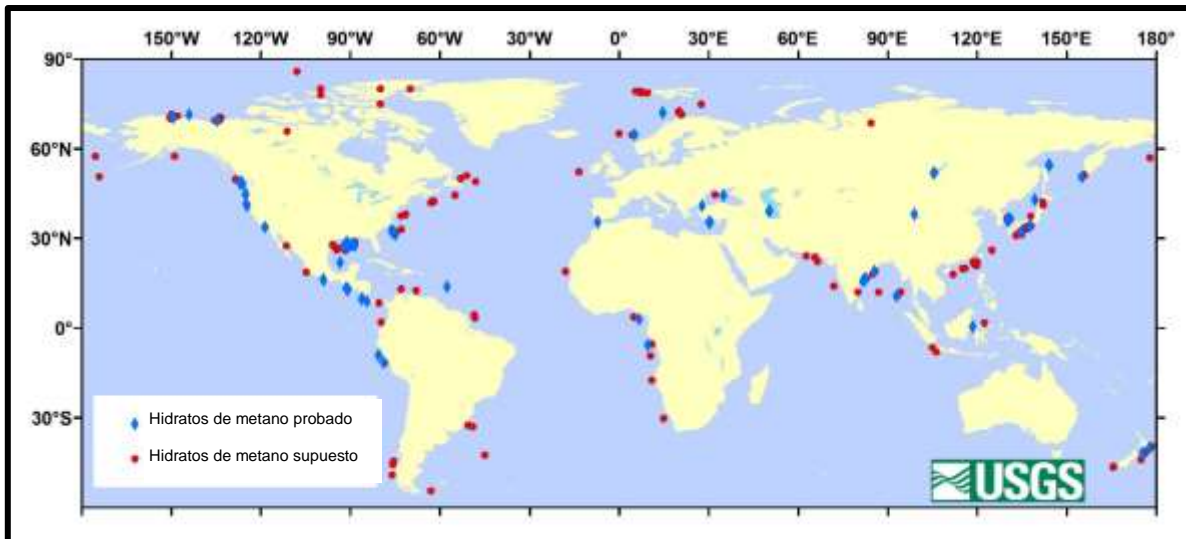 150°W 120°W 90°W 60°W 30°W 0° 30°E 60°E 90°E 120°E 150°E 180°
90°
60°N
30°N
0°
30°S
Hidratos de metano probado
Hidratos de metano supuesto
USGS